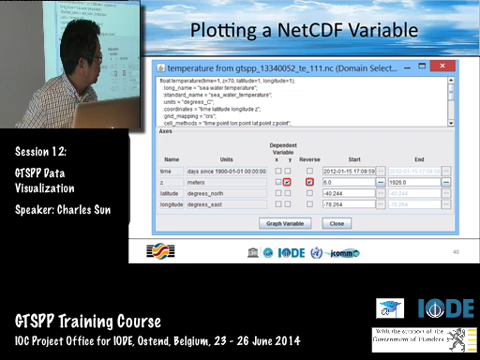 Plotting a NetCDF Variable
temperature from gtspp_13340052_te_111.nc (Domain Select..
float temperature(time=1, z=70, latitude=1, longitude=1);
:long_name = "sea water temperature";
:standard_name = "sea_water_temperature";
:units = "degrees_C";
:coordinates = "time latitude longitude z";
:grid_mapping = "crs";
:cell_methods = "time: point lon: point lat: point z: point";
Axes
Dependent
Variable
Name Units x y Reverse Start End
time days since 1900-01-01 00:00:00 2012-01-15 17:09:59
z meters 5.0 1926.0
latitude degrees_north -40.244
longitude degrees_east -78.264
Graph Variable Close
IODE jcomm
Session 12:
GTSPP Data
Visualization
Speaker: Charles Sun
GTSPP Training Course
IOC Project Office for IODE, Ostend, Belgium, 23 - 26 June 2014
IODE
With the support of the
Government of Flanders